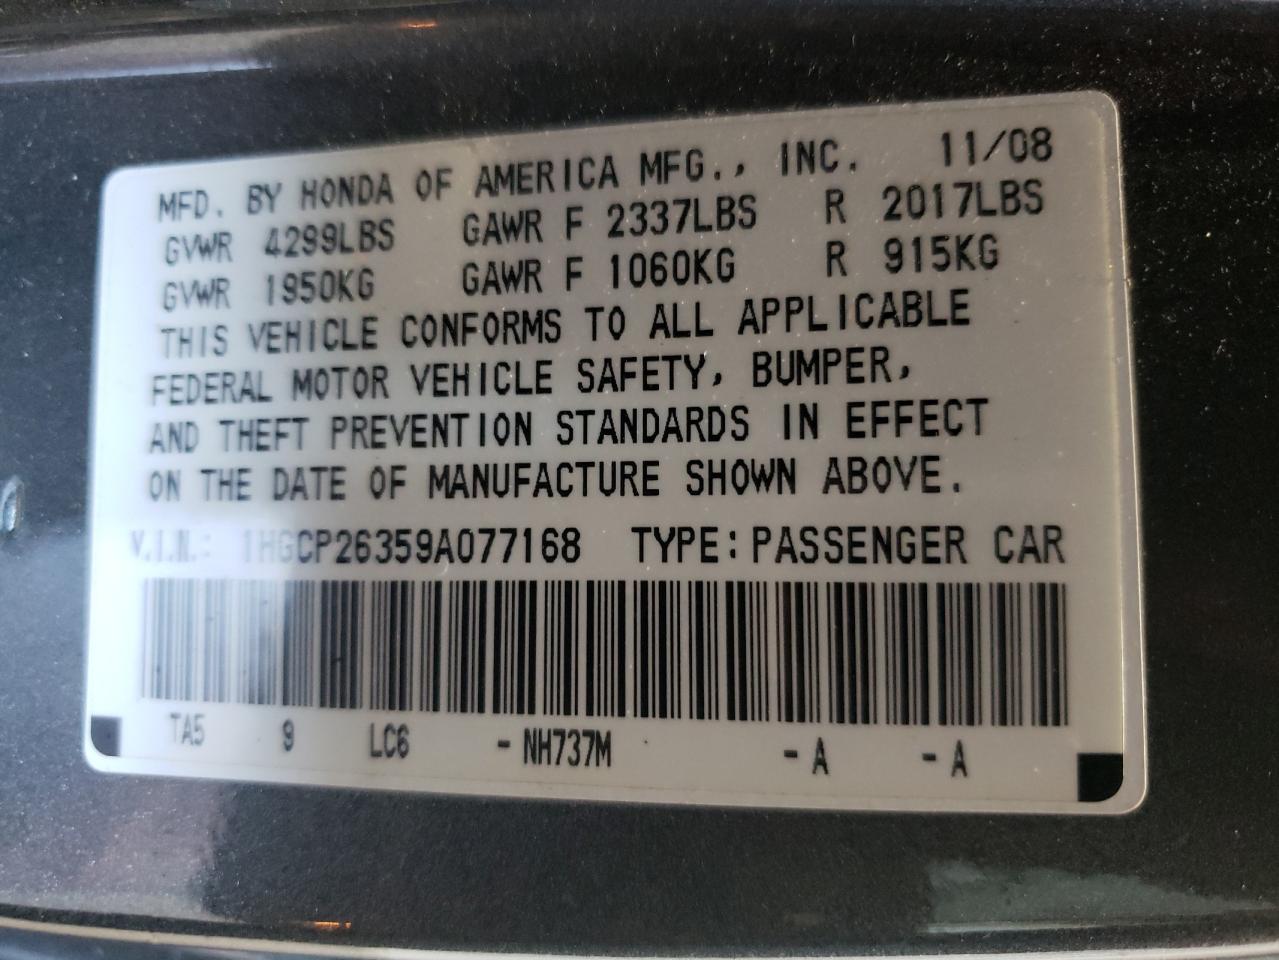 MFD. BY HONDA OF AMERICA MFG., INC. 11/08
GVWR 4299LBS GAWR F 2337LBS R 2017LBS
GVWR 1950KG GAWR F 1060KG R 915KG
THIS VEHICLE CONFORMS TO ALL APPLICABLE
FEDERAL MOTOR VEHICLE SAFETY, BUMPER,
AND THEFT PREVENTION STANDARDS IN EFFECT
ON THE DATE OF MANUFACTURE SHOWN ABOVE.
V.I.N.: 1HGCP26359A077168 TYPE: PASSENGER CAR
TA5 9 LC6 - NH737M - A - A